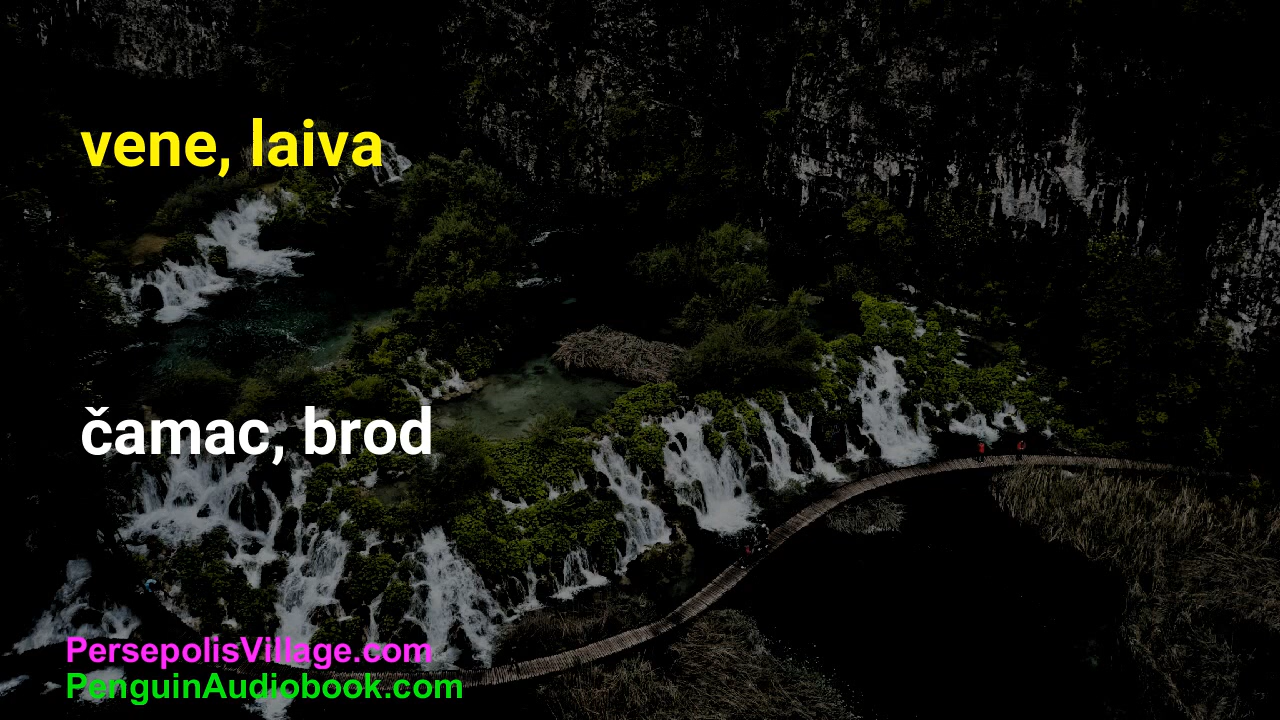 vene, laiva
čamac, brod
PersepolisVillage.com
PenguinAudiobook.com